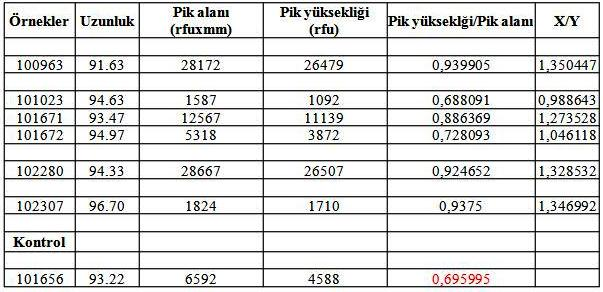 Örnekler Uzunluk Pik alanı (rfuxmm) Pik yüksekliği (rfu) Pik yükseklği/Pik alanı X/Y
100963 91.63 28172 26479 0,939905 1,350447
101023 94.63 1587 1092 0,688091 0,988643
101671 93.47 12567 11139 0,886369 1,273528
101672 94.97 5318 3872 0,728093 1,046118
102280 94.33 28667 26507 0,924652 1,328532
102307 96.70 1824 1710 0,9375 1,346992
Kontrol
101656 93.22 6592 4588 0,695995